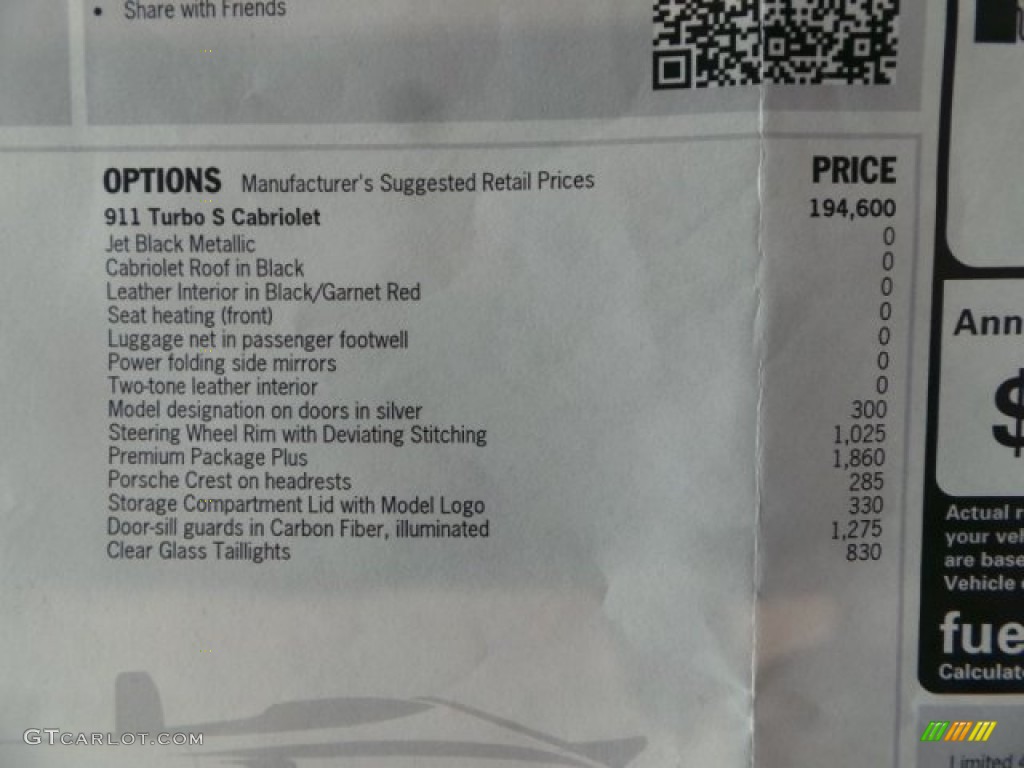 • Share with Friends
OPTIONS Manufacturer's Suggested Retail Prices PRICE
911 Turbo S Cabriolet 194,600
Jet Black Metallic 0
Cabriolet Roof in Black 0
Leather Interior in Black/Garnet Red 0
Seat heating (front) 0
Luggage net in passenger footwell 0
Power folding side mirrors 0
Two-tone leather interior 0
Model designation on doors in silver 300
Steering Wheel Rim with Deviating Stitching 1,025
Premium Package Plus 1,860
Porsche Crest on headrests 285
Storage Compartment Lid with Model Logo 330
Door-sill guards in Carbon Fiber, illuminated 1,275
Clear Glass Taillights 830
Ann
$
Actual r
your veh
are base
Vehicle
fue
Calculat
Limited 4
GTCARLOT.COM